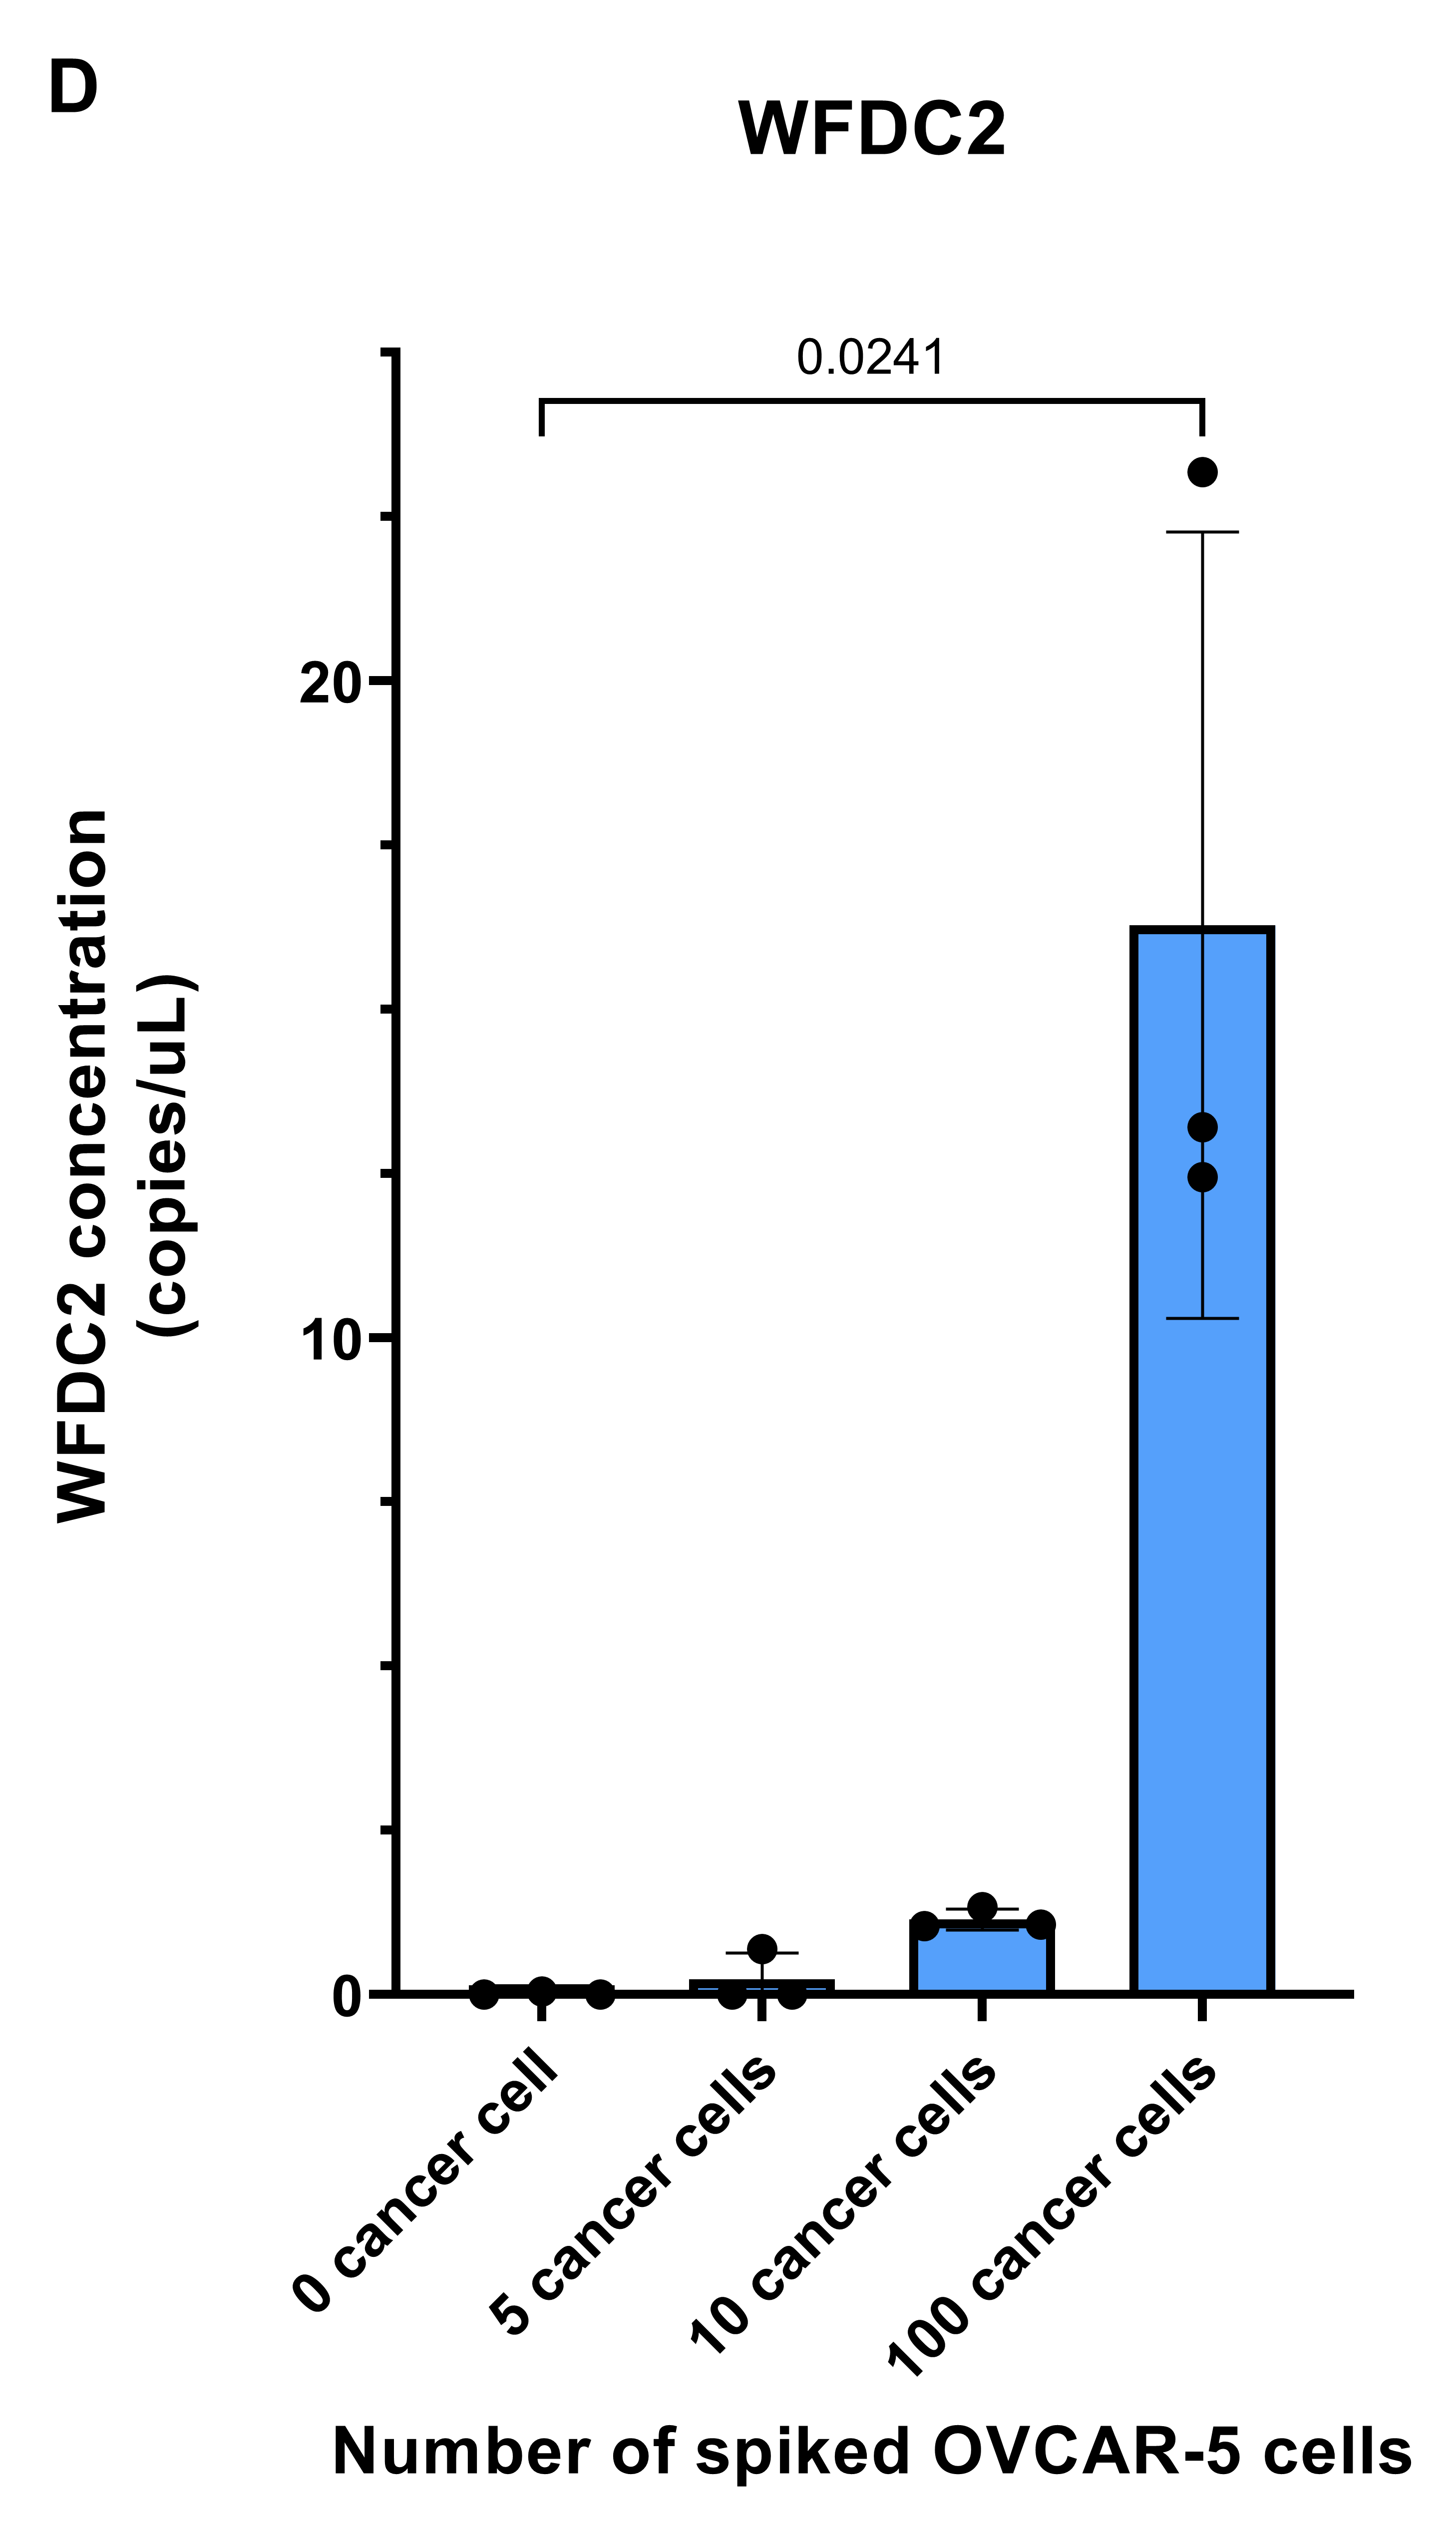 D
WFDC2
0.0241
20
10
0
WFDC2 concentration
(copies/uL)
0 cancer cell
5 cancer cells
10 cancer cells
100 cancer cells
Number of spiked OVCAR-5 cells